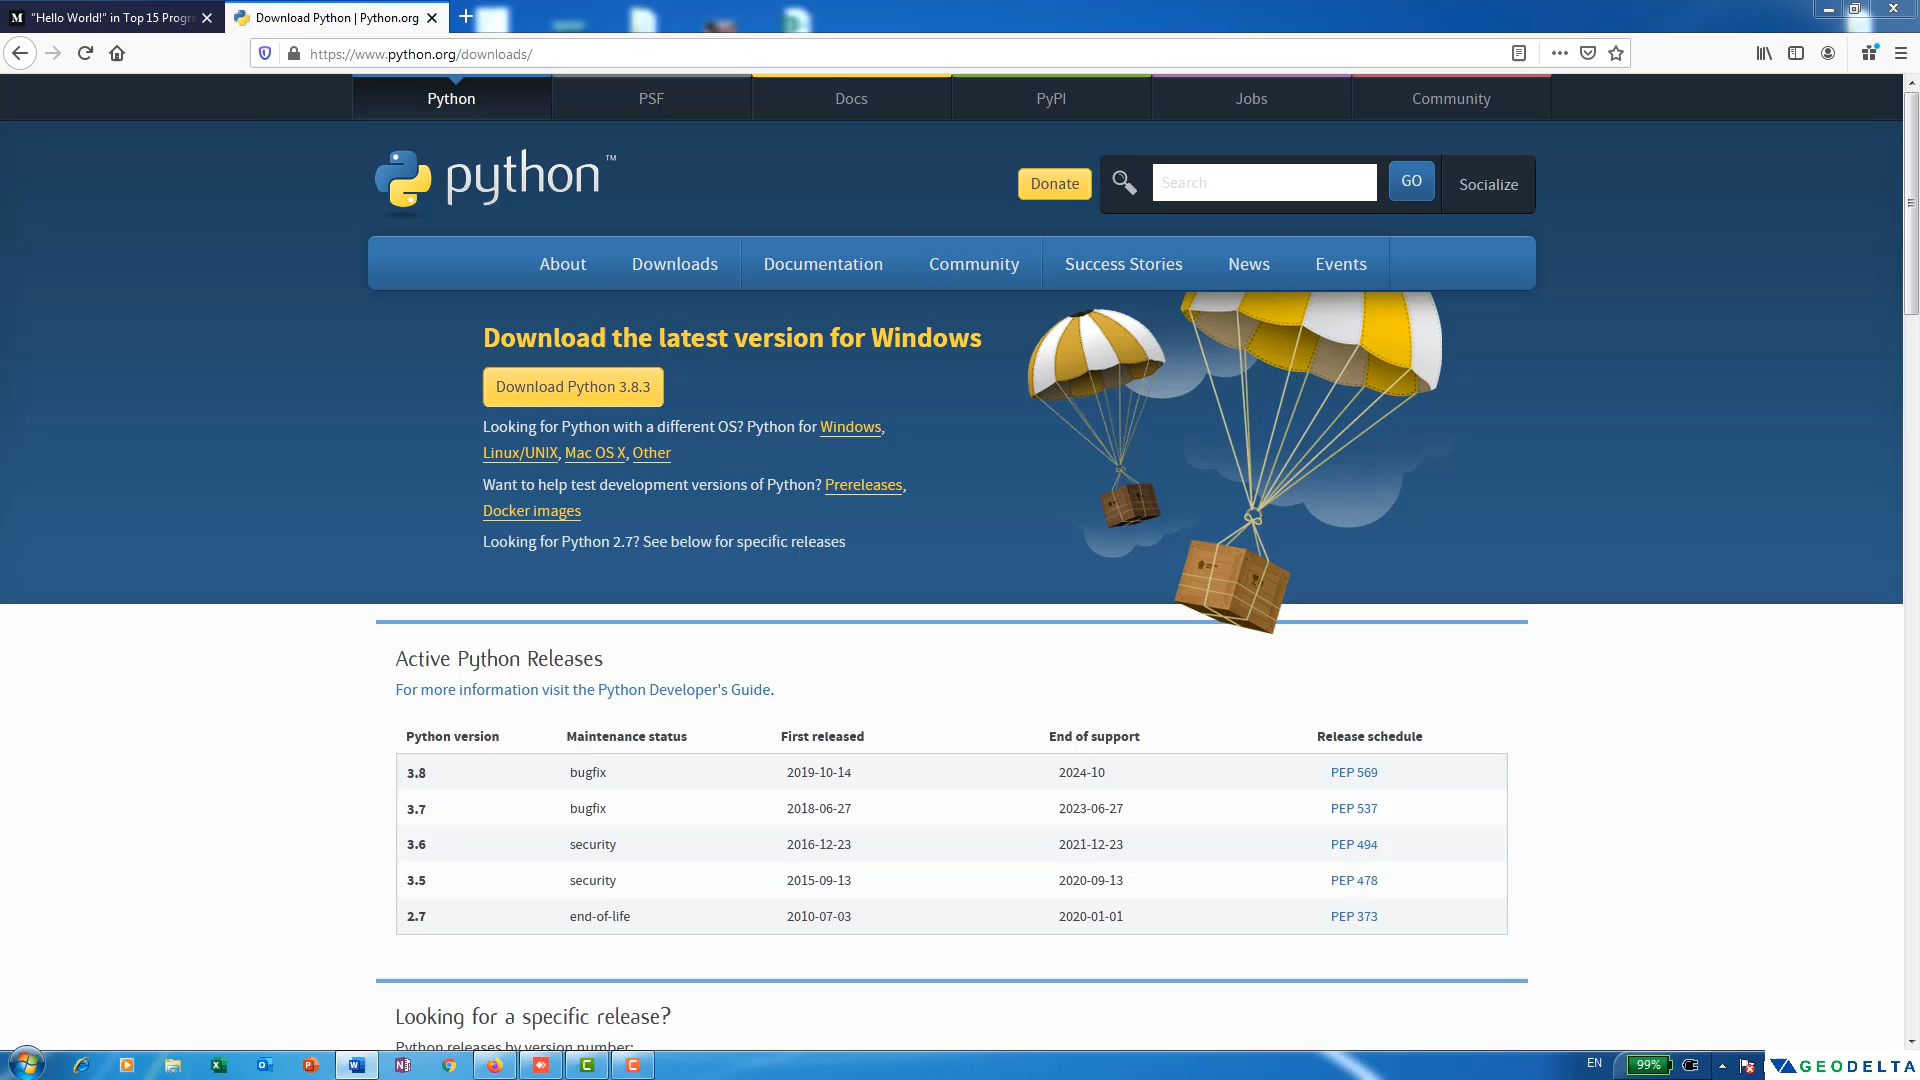 "Hello World!" in Top 15 Progra
Download Python | Python.org
https://www.python.org/downloads/
Python
PSF
Docs
PyPI
Jobs
Community
python™
Donate
Search
GO
Socialize
About
Downloads
Documentation
Community
Success Stories
News
Events
Download the latest version for Windows
Download Python 3.8.3
Looking for Python with a different OS? Python for Windows,
Linux/UNIX, Mac OS X, Other
Want to help test development versions of Python? Prereleases,
Docker images
Looking for Python 2.7? See below for specific releases
Active Python Releases
For more information visit the Python Developer's Guide.
Python version Maintenance status First released End of support Release schedule
3.8 bugfix 2019-10-14 2024-10 PEP 569
3.7 bugfix 2018-06-27 2023-06-27 PEP 537
3.6 security 2016-12-23 2021-12-23 PEP 494
3.5 security 2015-09-13 2020-09-13 PEP 478
2.7 end-of-life 2010-07-03 2020-01-01 PEP 373
Looking for a specific release?
Python releases by version number:
EN
99%
GEODELTA